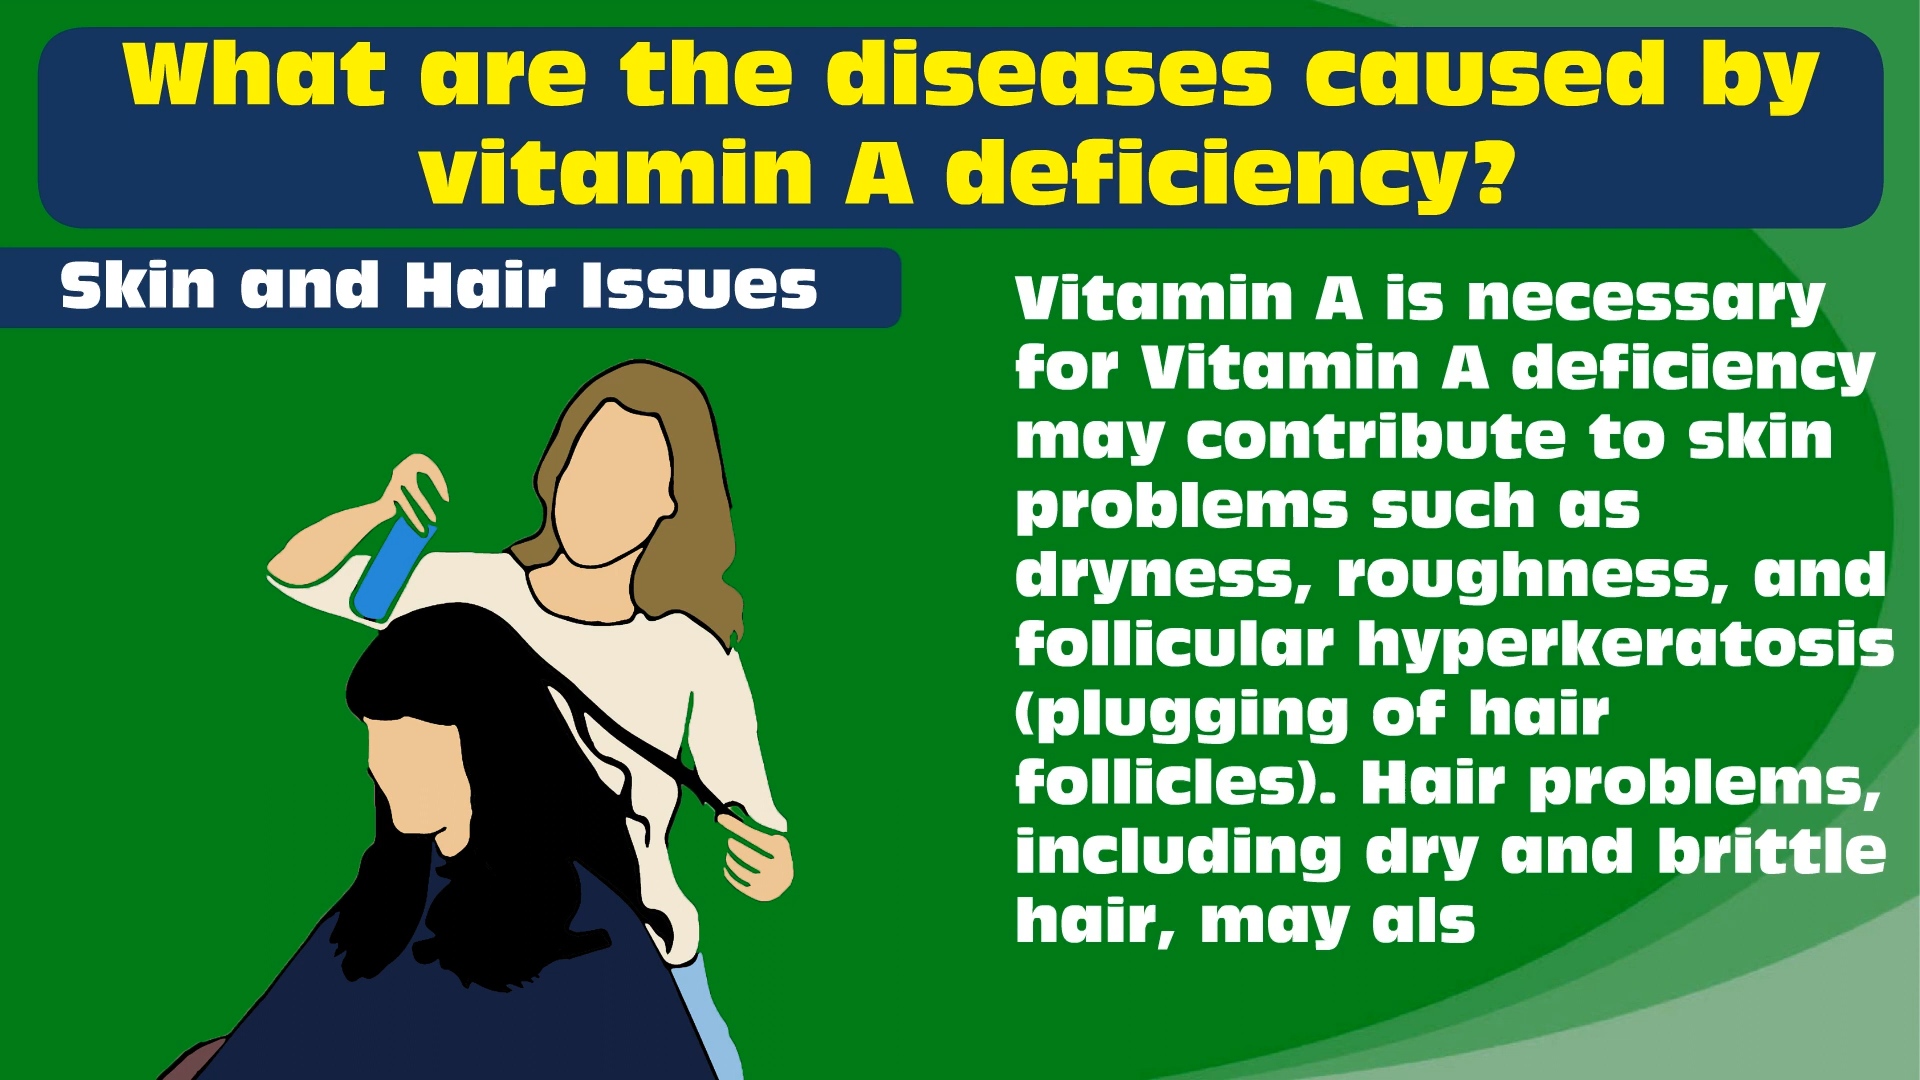 What are the diseases caused by
vitamin A deficiency?
Skin and Hair Issues
Vitamin A is necessary
for Vitamin A deficiency
may contribute to skin
problems such as
dryness, roughness, and
follicular hyperkeratosis
(plugging of hair
follicles). Hair problems,
including dry and brittle
hair, may als